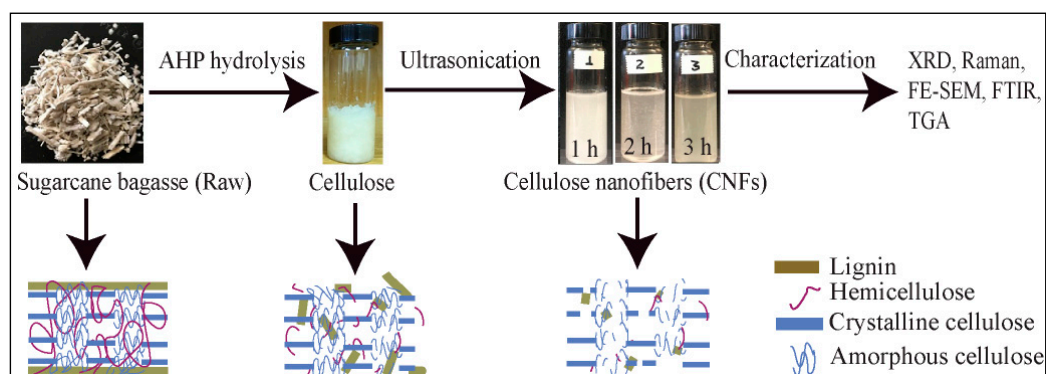 AHP hydrolysis
Ultrasonication
Characterization
XRD, Raman,
FE-SEM, FTIR,
TGA
1
2
3
1 h
2 h
3 h
Sugarcane bagasse (Raw)
Cellulose
Cellulose nanofibers (CNFs)
Lignin
Hemicellulose
Crystalline cellulose
Amorphous cellulose